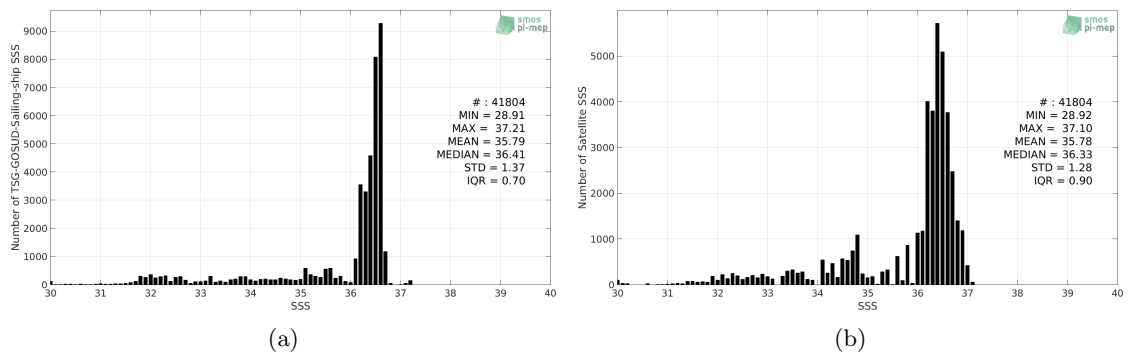 smos
pi-mep
Number of TSG-GOSUD-Sailing-ship SSS
9000
8000
7000
6000
5000
4000
3000
2000
1000
0
# : 41804
MIN = 28.91
MAX = 37.21
MEAN = 35.79
MEDIAN = 36.41
STD = 1.37
IQR = 0.70
30 31 32 33 34 35 36 37 38 39 40
SSS
(a)
smos
pi-mep
Number of Satellite SSS
5000
4000
3000
2000
1000
0
# : 41804
MIN = 28.92
MAX = 37.10
MEAN = 35.78
MEDIAN = 36.33
STD = 1.28
IQR = 0.90
30 31 32 33 34 35 36 37 38 39 40
SSS
(b)